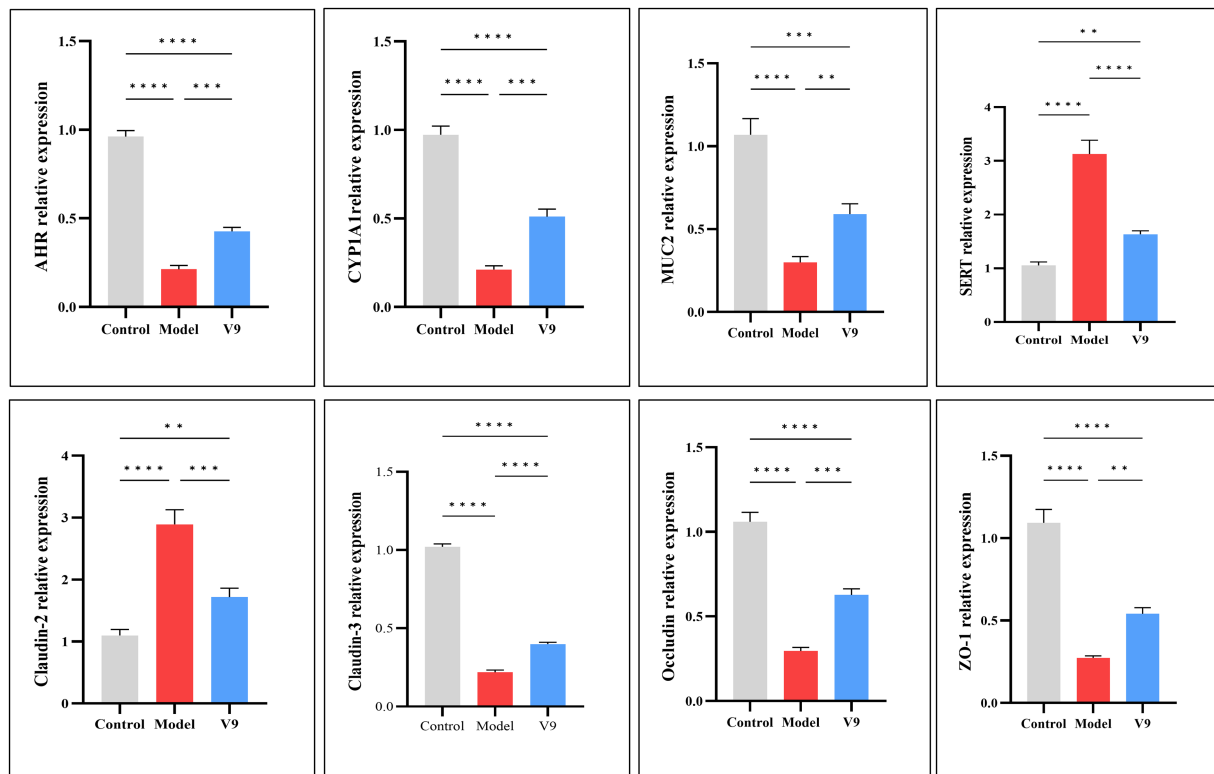 AHR relative expression
1.5
1.0
0.5
0.0
* * * *
* * * *
* * *
Control Model V9
CYP1A1relative expression
1.5
1.0
0.5
0.0
* * * *
* * * *
* * *
Control Model V9
MUC2 relative expression
1.5
1.0
0.5
0.0
* * *
* * * *
* *
Control Model V9
SERT relative expression
4
3
2
1
0
* *
* * * *
* * * *
Control Model V9
Claudin-2 relative expression
4
3
2
1
0
* *
* * * *
* * *
Control Model V9
Claudin-3 relative expression
1.5
1.0
0.5
0.0
* * * *
* * * *
* * * *
Control Model V9
Occludin relative expression
1.5
1.0
0.5
0.0
* * * *
* * * *
* * *
Control Model V9
ZO-1 relative expression
1.5
1.0
0.5
0.0
* * * *
* * * *
* *
Control Model V9